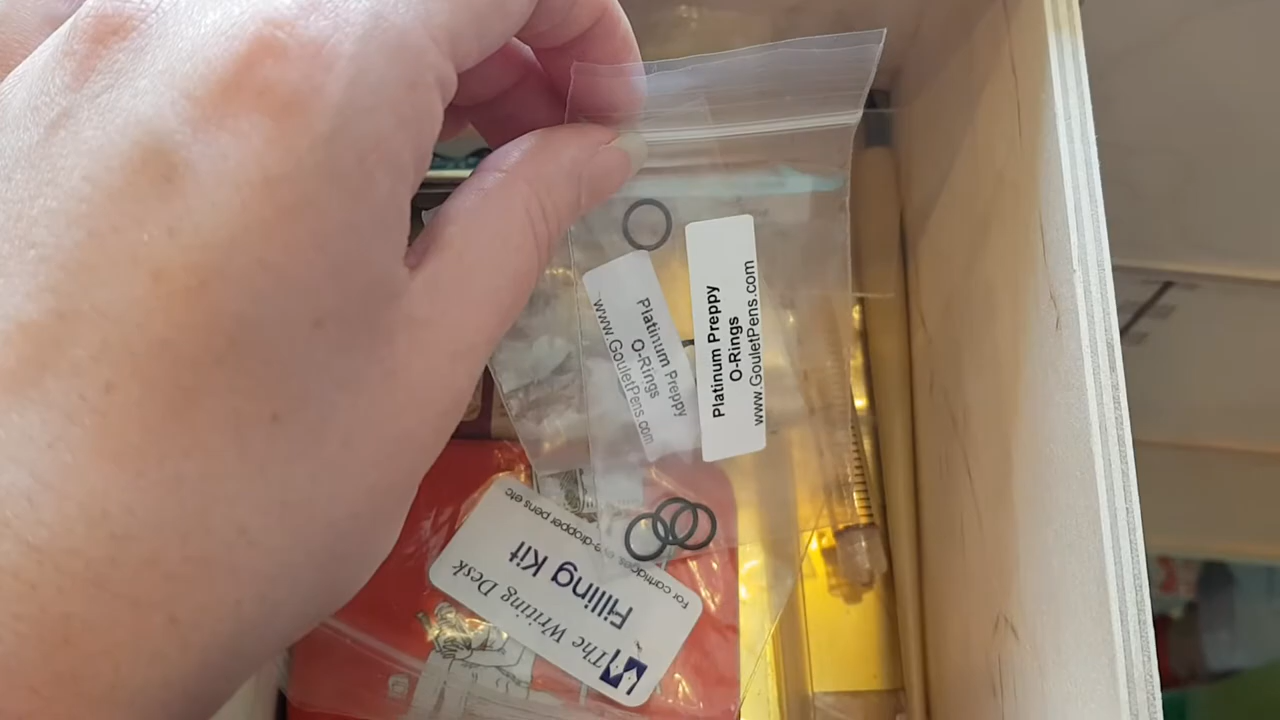 Platinum Preppy
O-Rings
www.GouletPens.com
Platinum Preppy
O-Rings
www.GouletPens.com
The Writing Desk
Filling Kit
For cartridges, eye-dropper pens etc